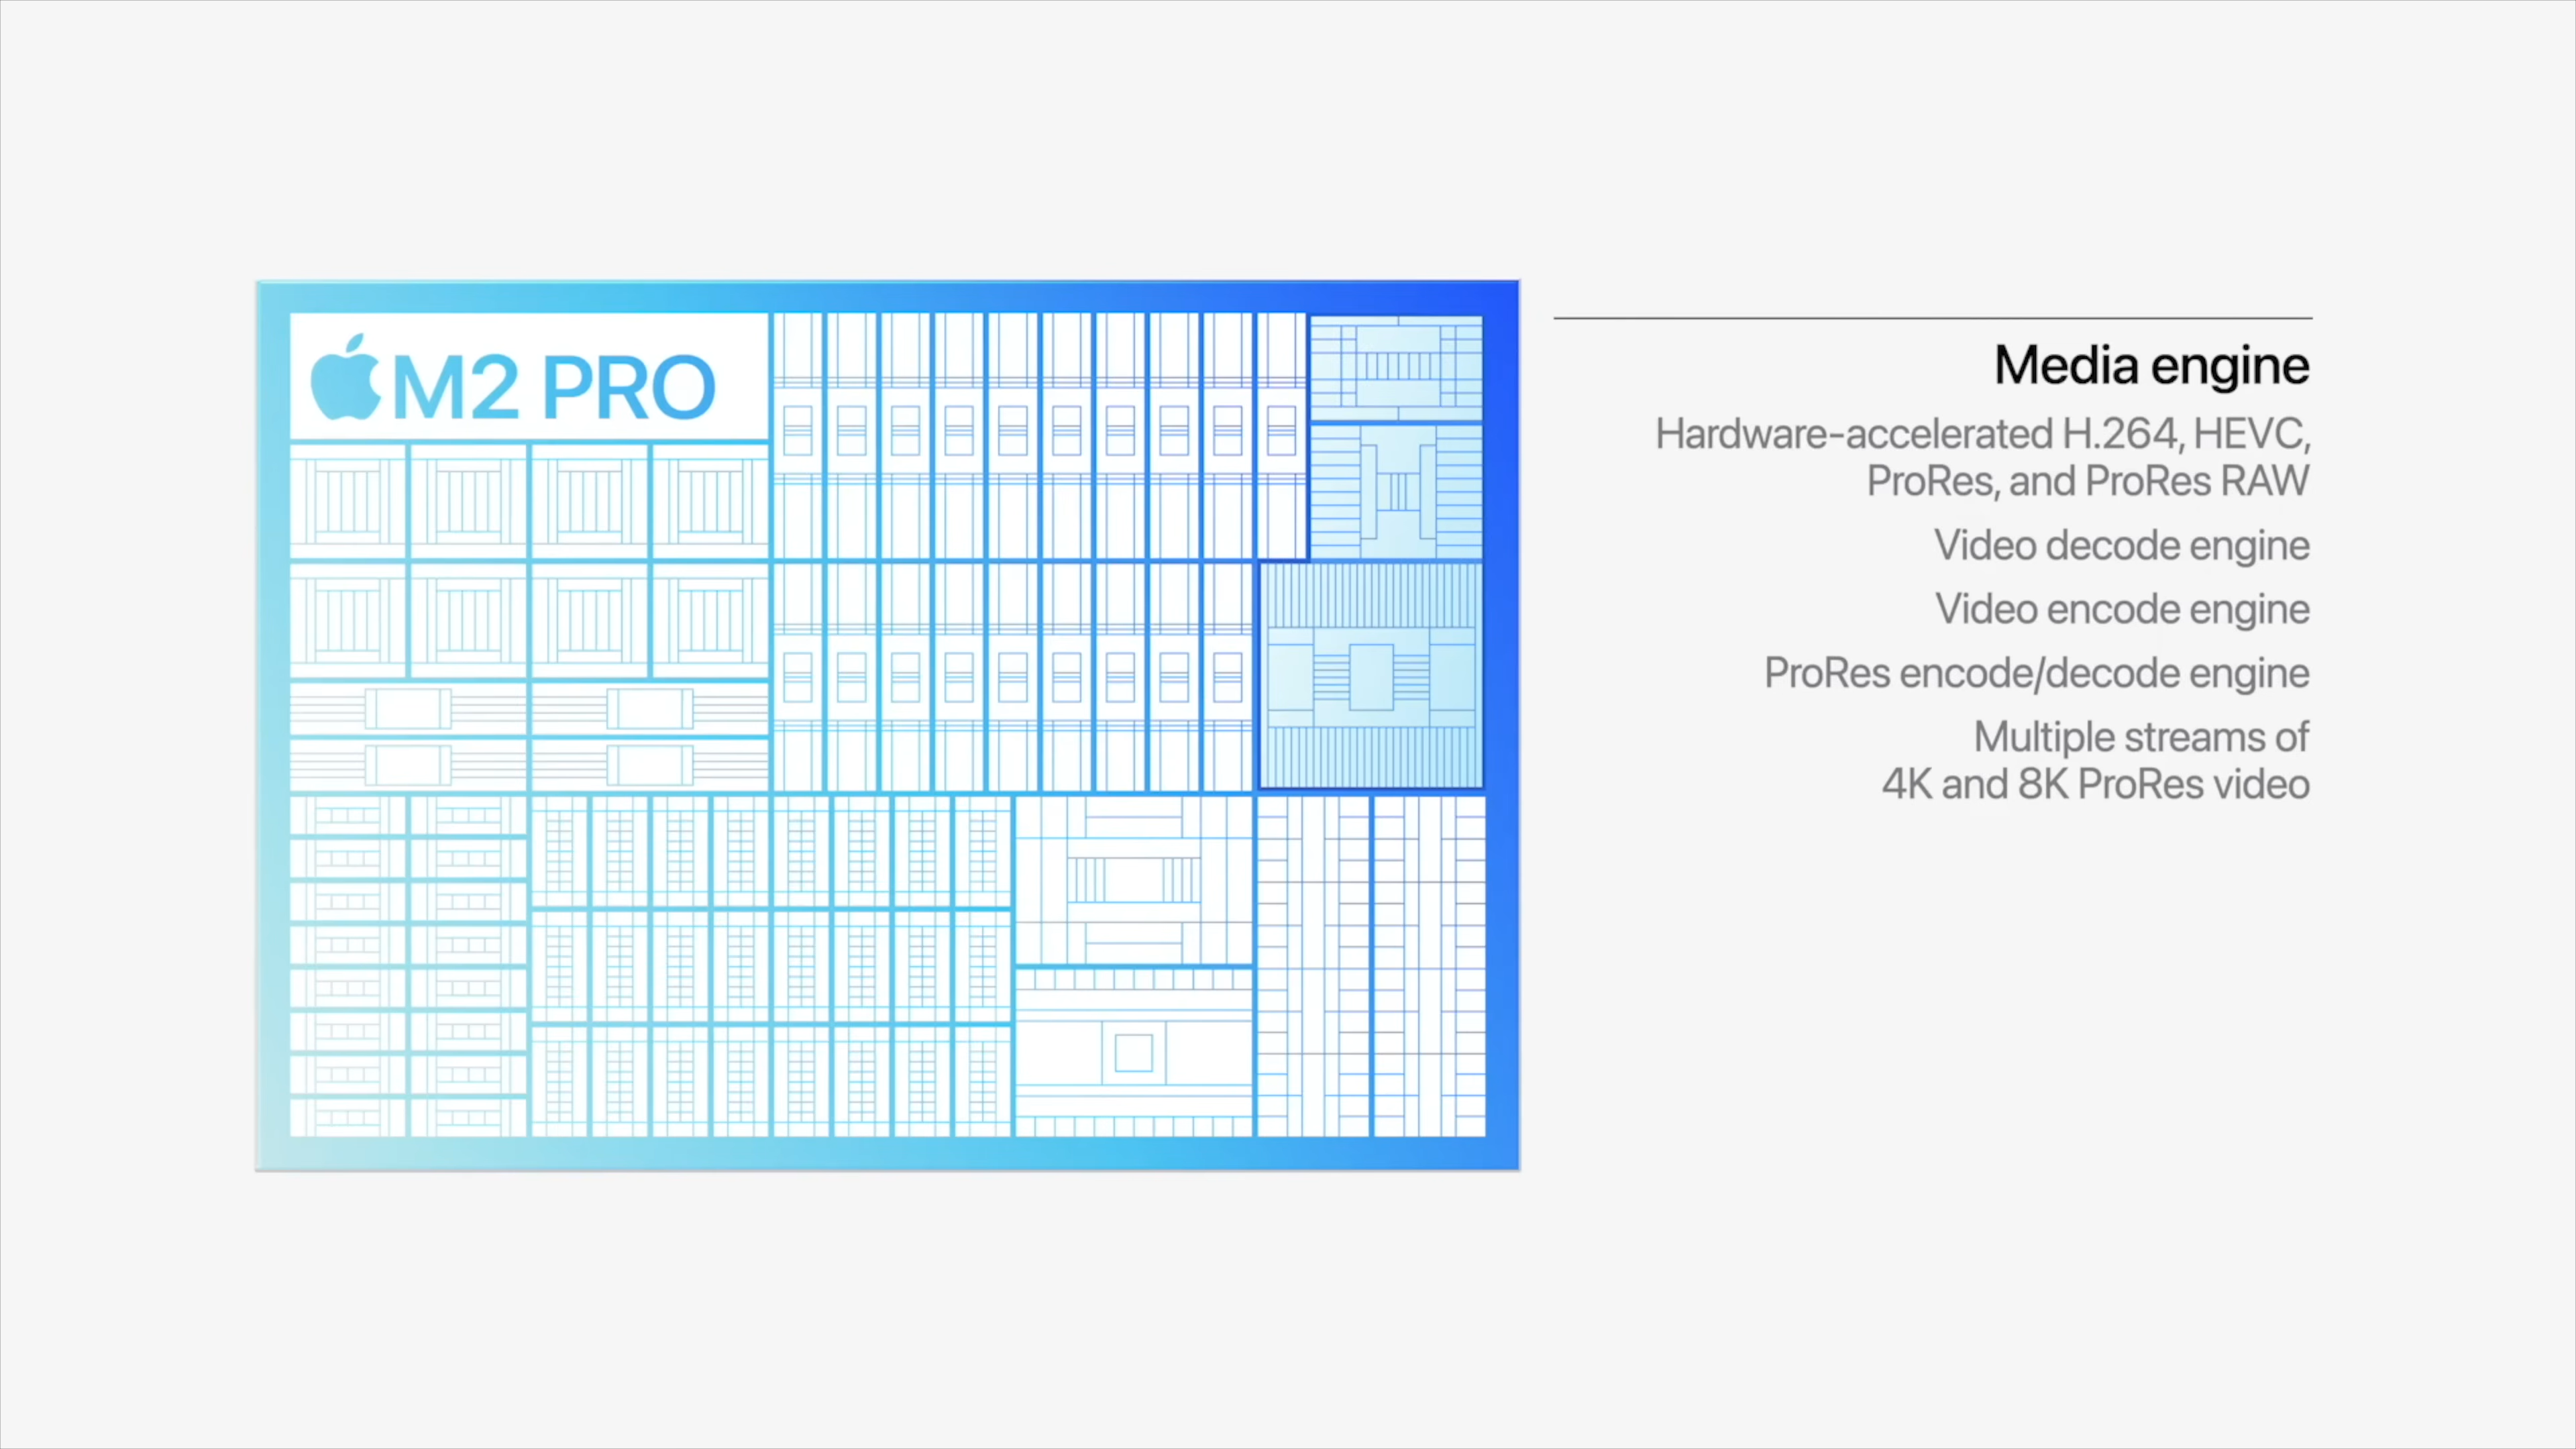 M2 PRO
Media engine
Hardware-accelerated H.264, HEVC,
ProRes, and ProRes RAW
Video decode engine
Video encode engine
ProRes encode/decode engine
Multiple streams of
4K and 8K ProRes video